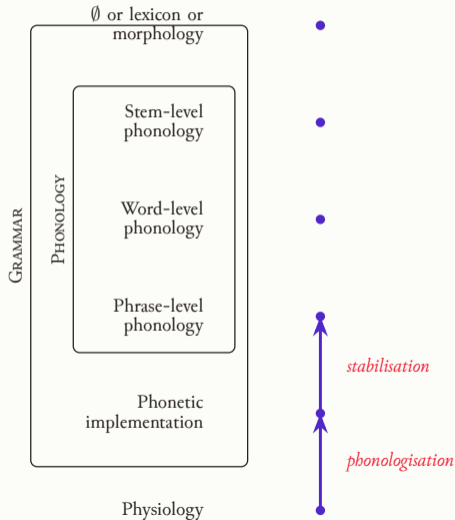 ∅ or lexicon or
morphology
Stem-level
phonology
Word-level
phonology
Phrase-level
phonology
Phonetic
implementation
Physiology
GRAMMAR
PHONOLOGY
stabilisation
phonologisation